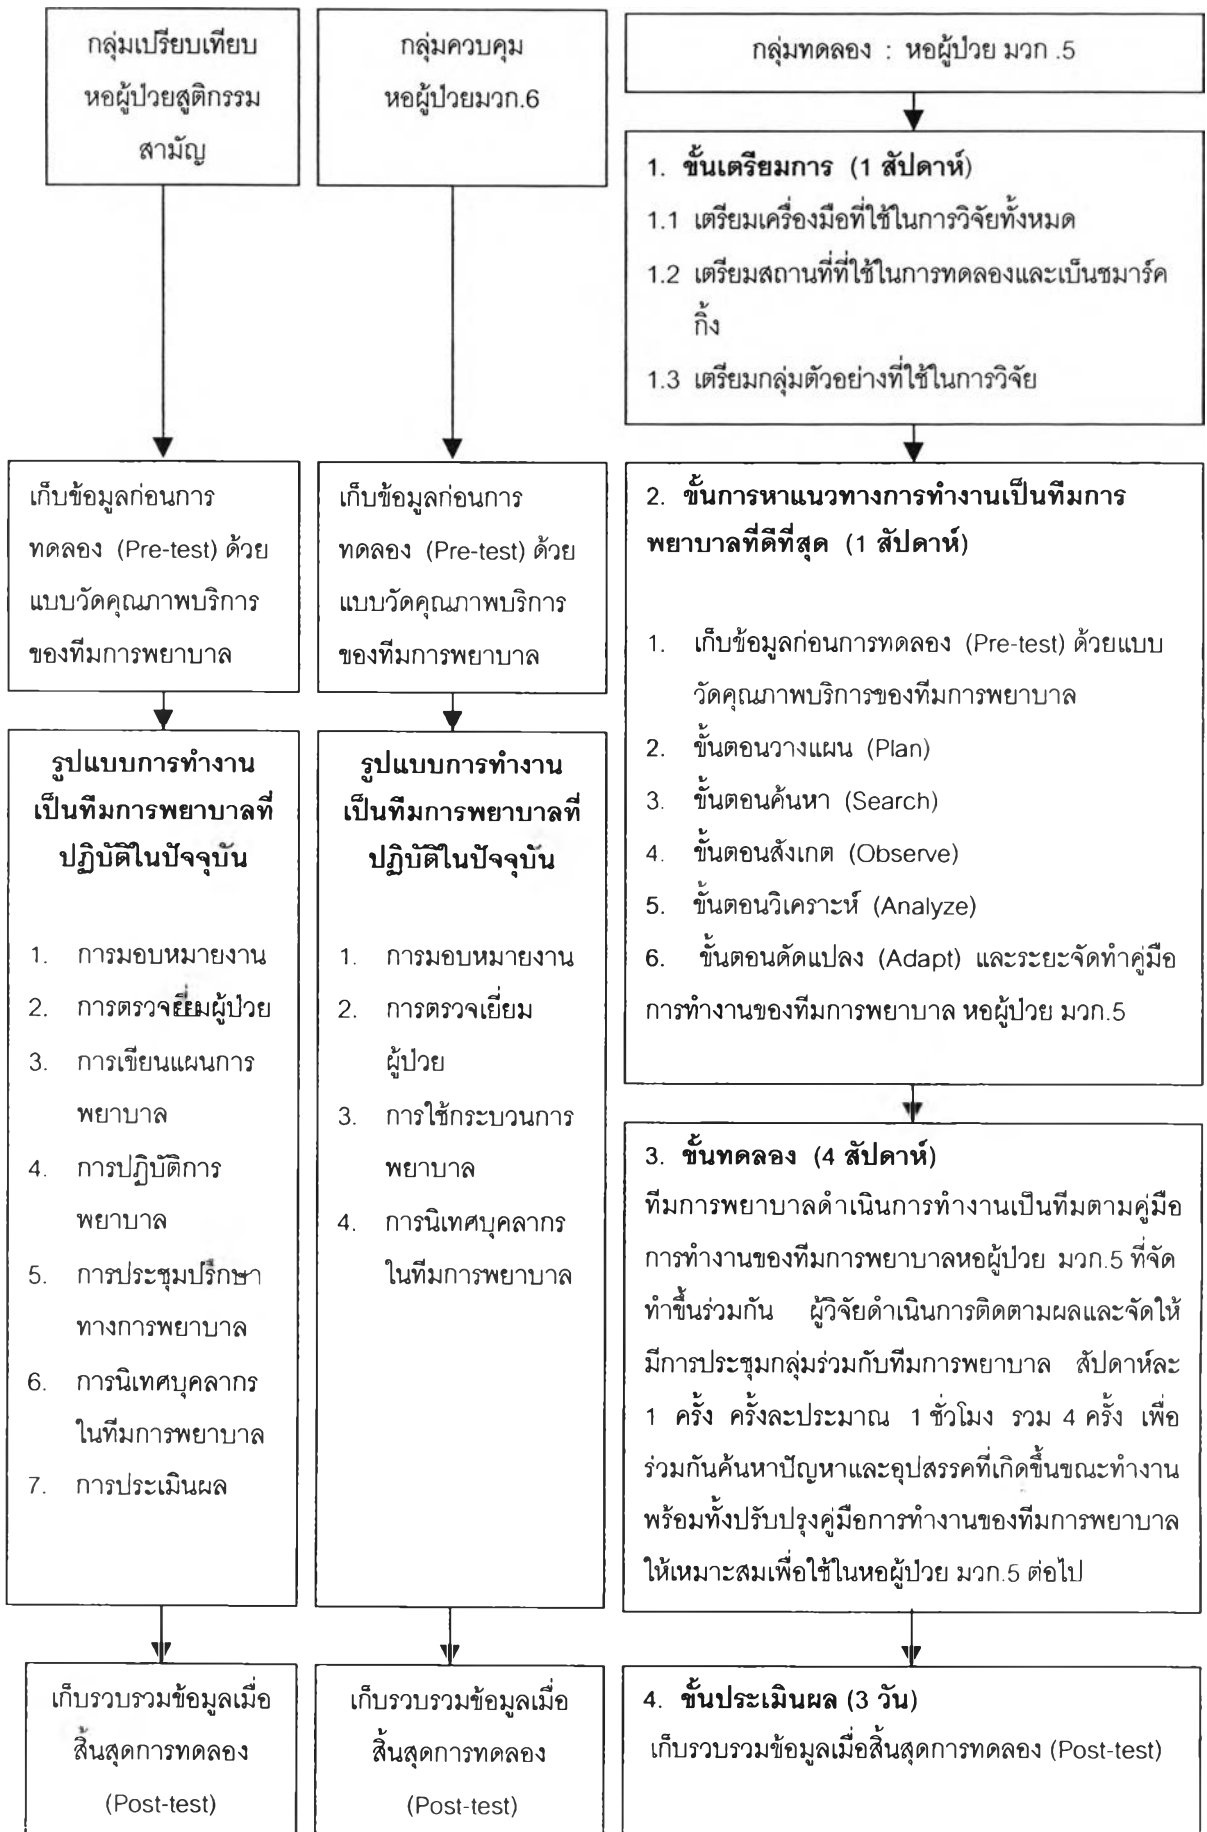 กลุ่มเปรียบเทียบ
หอผู้ป่วยสูติกรรม
สามัญ
กลุ่มควบคุม
หอผู้ป่วยมวก.6
กลุ่มทดลอง : หอผู้ป่วย มวก .5
1. ขั้นเตรียมการ (1 สัปดาห์)
1.1 เตรียมเครื่องมือที่ใช้ในการวิจัยทั้งหมด
1.2 เตรียมสถานที่ที่ใช้ในการทดลองและเบ็นชมาร์ค
กิ้ง
1.3 เตรียมกลุ่มตัวอย่างที่ใช้ในการวิจัย
เก็บข้อมูลก่อนการ
ทดลอง (Pre-test) ด้วย
แบบวัดคุณภาพบริการ
ของทีมการพยาบาล
เก็บข้อมูลก่อนการ
ทดลอง (Pre-test) ด้วย
แบบวัดคุณภาพบริการ
ของทีมการพยาบาล
2. ขั้นการหาแนวทางการทำงานเป็นทีมการ
พยาบาลที่ดีที่สุด (1 สัปดาห์)
1. เก็บข้อมูลก่อนการทดลอง (Pre-test) ด้วยแบบ
วัดคุณภาพบริการของทีมการพยาบาล
2. ขั้นตอนวางแผน (Plan)
3. ขั้นตอนค้นหา (Search)
4. ขั้นตอนสังเกต (Observe)
5. ขั้นตอนวิเคราะห์ (Analyze)
6. ขั้นตอนดัดแปลง (Adapt) และระยะจัดทำคู่มือ
การทำงานของทีมการพยาบาล หอผู้ป่วย มวก.5
รูปแบบการทำงาน
เป็นทีมการพยาบาลที่
ปฏิบัติในปัจจุบัน
1. การมอบหมายงาน
2. การตรวจเยี่ยมผู้ป่วย
3. การเขียนแผนการ
พยาบาล
4. การปฏิบัติการ
พยาบาล
5. การประชุมปรึกษา
ทางการพยาบาล
6. การนิเทศบุคลากร
ในทีมการพยาบาล
7. การประเมินผล
รูปแบบการทำงาน
เป็นทีมการพยาบาลที่
ปฏิบัติในปัจจุบัน
1. การมอบหมายงาน
2. การตรวจเยี่ยม
ผู้ป่วย
3. การใช้กระบวนการ
พยาบาล
4. การนิเทศบุคลากร
ในทีมการพยาบาล
3. ขั้นทดลอง (4 สัปดาห์)
ทีมการพยาบาลดำเนินการทำงานเป็นทีมตามคู่มือ
การทำงานของทีมการพยาบาลหอผู้ป่วย มวก.5 ที่จัด
ทำขึ้นร่วมกัน ผู้วิจัยดำเนินการติดตามผลและจัดให้
มีการประชุมกลุ่มร่วมกับทีมการพยาบาล สัปดาห์ละ
1 ครั้ง ครั้งละประมาณ 1 ชั่วโมง รวม 4 ครั้ง เพื่อ
ร่วมกันค้นหาปัญหาและอุปสรรคที่เกิดขึ้นขณะทำงาน
พร้อมทั้งปรับปรุงคู่มือการทำงานของทีมการพยาบาล
ให้เหมาะสมเพื่อใช้ในหอผู้ป่วย มวก.5 ต่อไป
เก็บรวบรวมข้อมูลเมื่อ
สิ้นสุดการทดลอง
(Post-test)
เก็บรวบรวมข้อมูลเมื่อ
สิ้นสุดการทดลอง
(Post-test)
4. ขั้นประเมินผล (3 วัน)
เก็บรวบรวมข้อมูลเมื่อสิ้นสุดการทดลอง (Post-test)